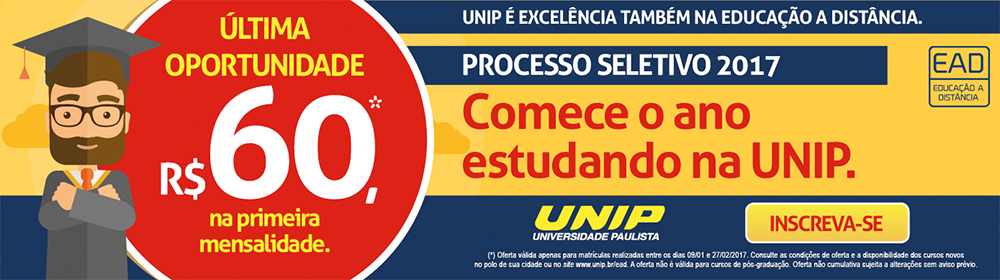 ÚLTIMA
OPORTUNIDADE
R$60,*
na primeira
mensalidade.
UNIP É EXCELÊNCIA TAMBÉM NA EDUCAÇÃO A DISTÂNCIA.
PROCESSO SELETIVO 2017
EAD
EDUCAÇÃO A
DISTÂNCIA
Comece o ano
estudando na UNIP.
UNIP
UNIVERSIDADE PAULISTA
INSCREVA-SE
(*) Oferta válida apenas para matrículas realizadas entre os dias 09/01 e 27/02/2017. Consulte as condições de oferta e a disponibilidade dos cursos novos
no polo de sua cidade ou no site www.unip.br/ead. A oferta não é válida para cursos de pós-graduação. Oferta não cumulativa sujeita a alterações sem aviso prévio.